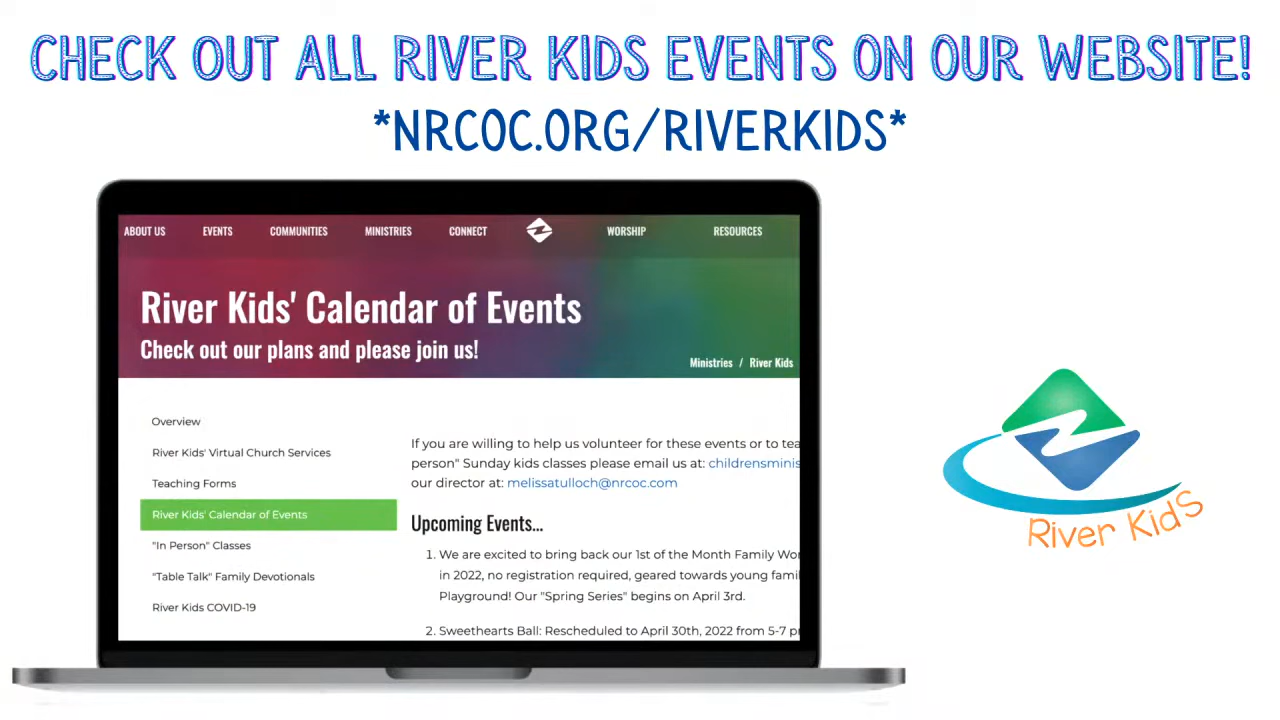 CHECK OUT ALL RIVER KIDS EVENTS ON OUR WEBSITE!
*NRCOC.ORG/RIVERKIDS*
ABOUT US EVENTS COMMUNITIES MINISTRIES CONNECT WORSHIP RESOURCES
River Kids' Calendar of Events
Check out our plans and please join us!
Ministries / River Kids
Overview
River Kids' Virtual Church Services
Teaching Forms
River Kids' Calendar of Events
"In Person" Classes
"Table Talk" Family Devotionals
River Kids COVID-19
If you are willing to help us volunteer for these events or to tea
person" Sunday kids classes please email us at: childrensminis
our director at: melissatulloch@nrcoc.com
Upcoming Events...
1. We are excited to bring back our 1st of the Month Family Wo
in 2022, no registration required, geared towards young famil
Playground! Our "Spring Series" begins on April 3rd.
2. Sweethearts Ball: Rescheduled to April 30th, 2022 from 5-7 p
River Kids